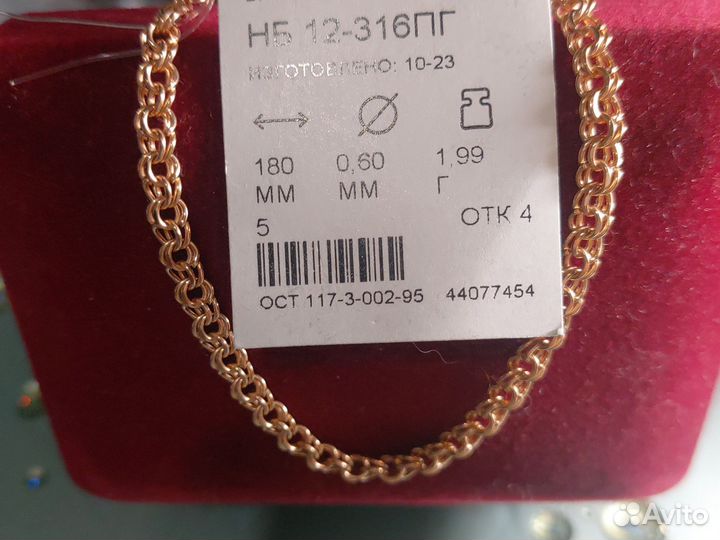 НБ 12-316ПГ
ИЗГОТОВЛЕНО: 10-23
180 0,60 1,99
ММ ММ Г
5 ОТК 4
ОСТ 117-3-002-95 44077454
Avito